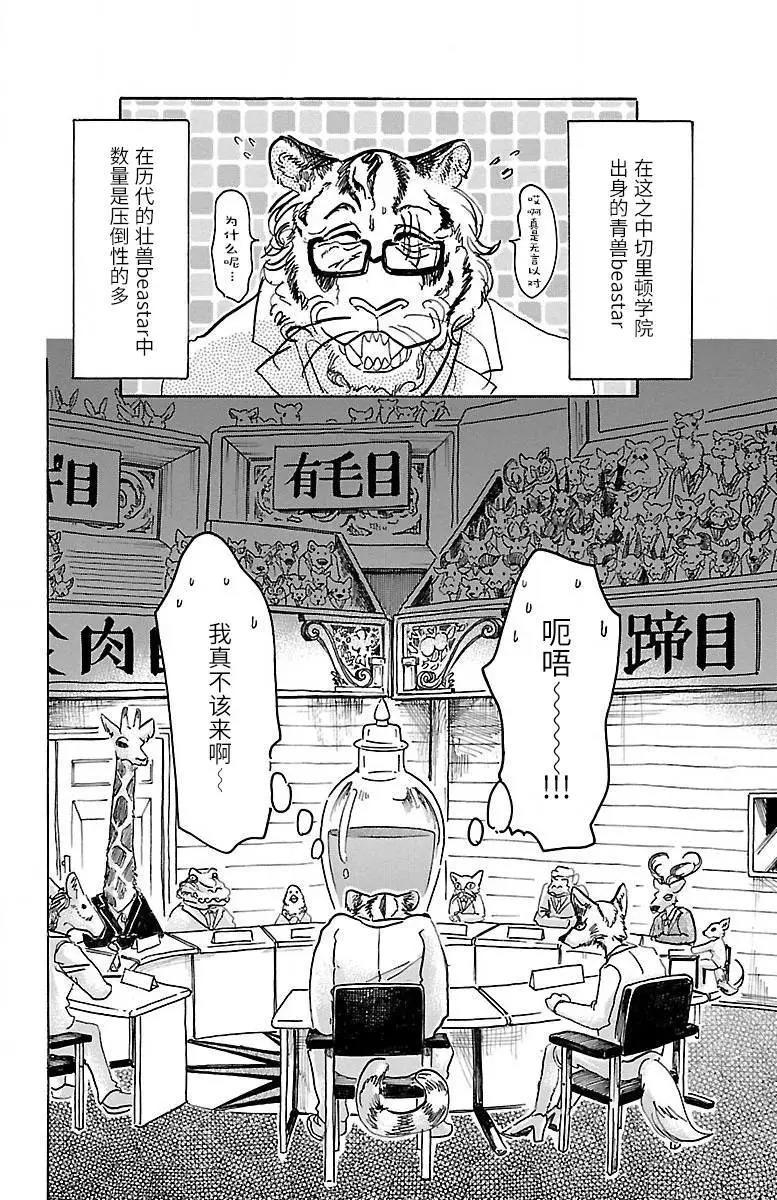 在这之中切里顿学院
出身的青兽beastar
哎啊真是无言以对
为什么呢…
在历代的壮兽beastar中
数量是压倒性的多
目
有毛目
肉
蹄目
呃唔~~~~!!!
我真不该来啊~